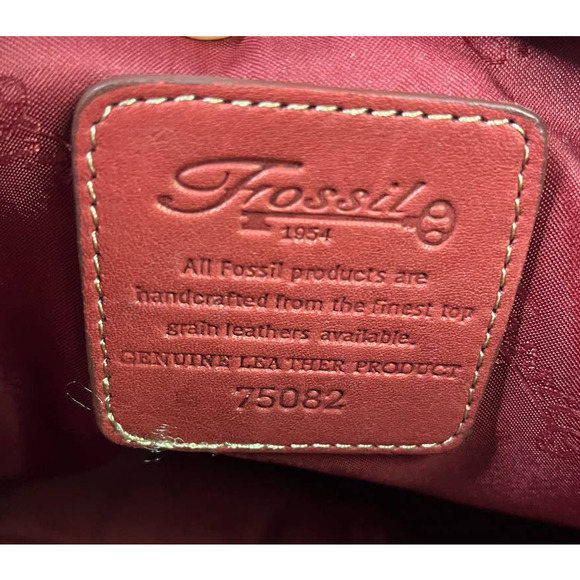 Fossil
1954
All Fossil products are
handcrafted from the finest top
grain leathers available.
GENUINE LEATHER PRODUCT
75082